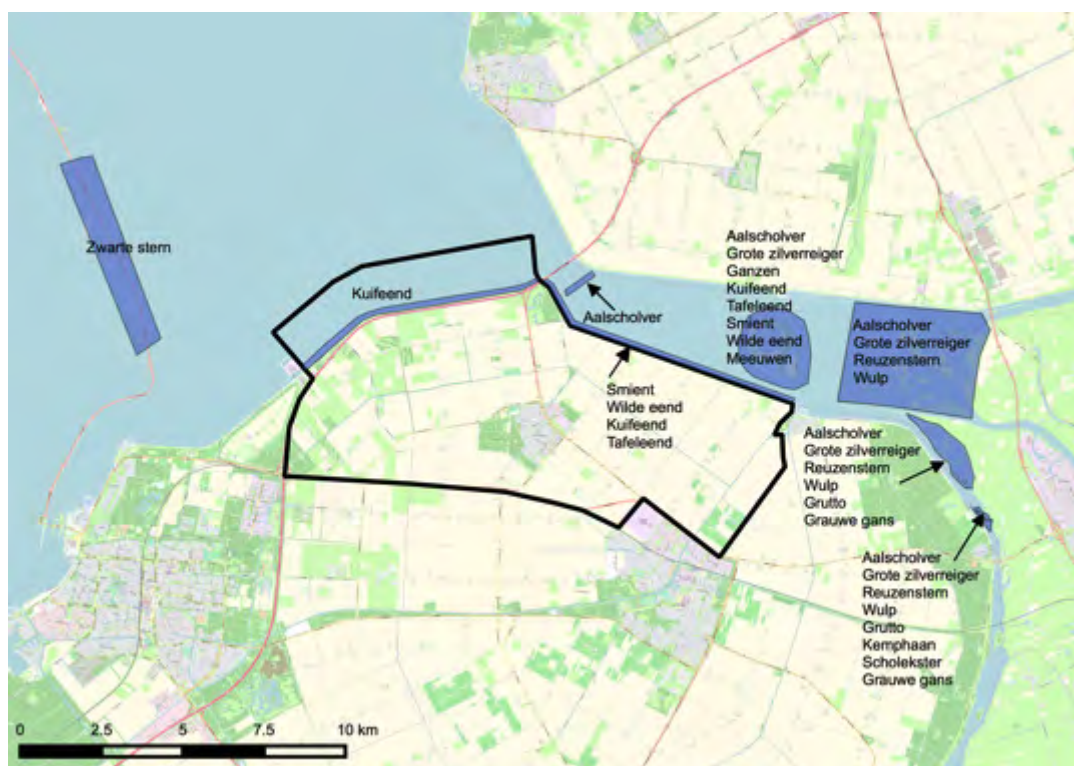 Zwarte stern
Kuifeend
Aalscholver
Smient
Wilde eend
Kuifeend
Tafeleend
Aalscholver
Grote zilverreiger
Ganzen
Kuifeend
Tafeleend
Smient
Wilde eend
Meeuwen
Aalscholver
Grote zilverreiger
Reuzenstern
Wulp
Aalscholver
Grote zilverreiger
Reuzenstern
Wulp
Grutto
Grauwe gans
Aalscholver
Grote zilverreiger
Reuzenstern
Wulp
Grutto
Kemphaan
Scholekster
Grauwe gans
0 2.5 5 7.5 10 km